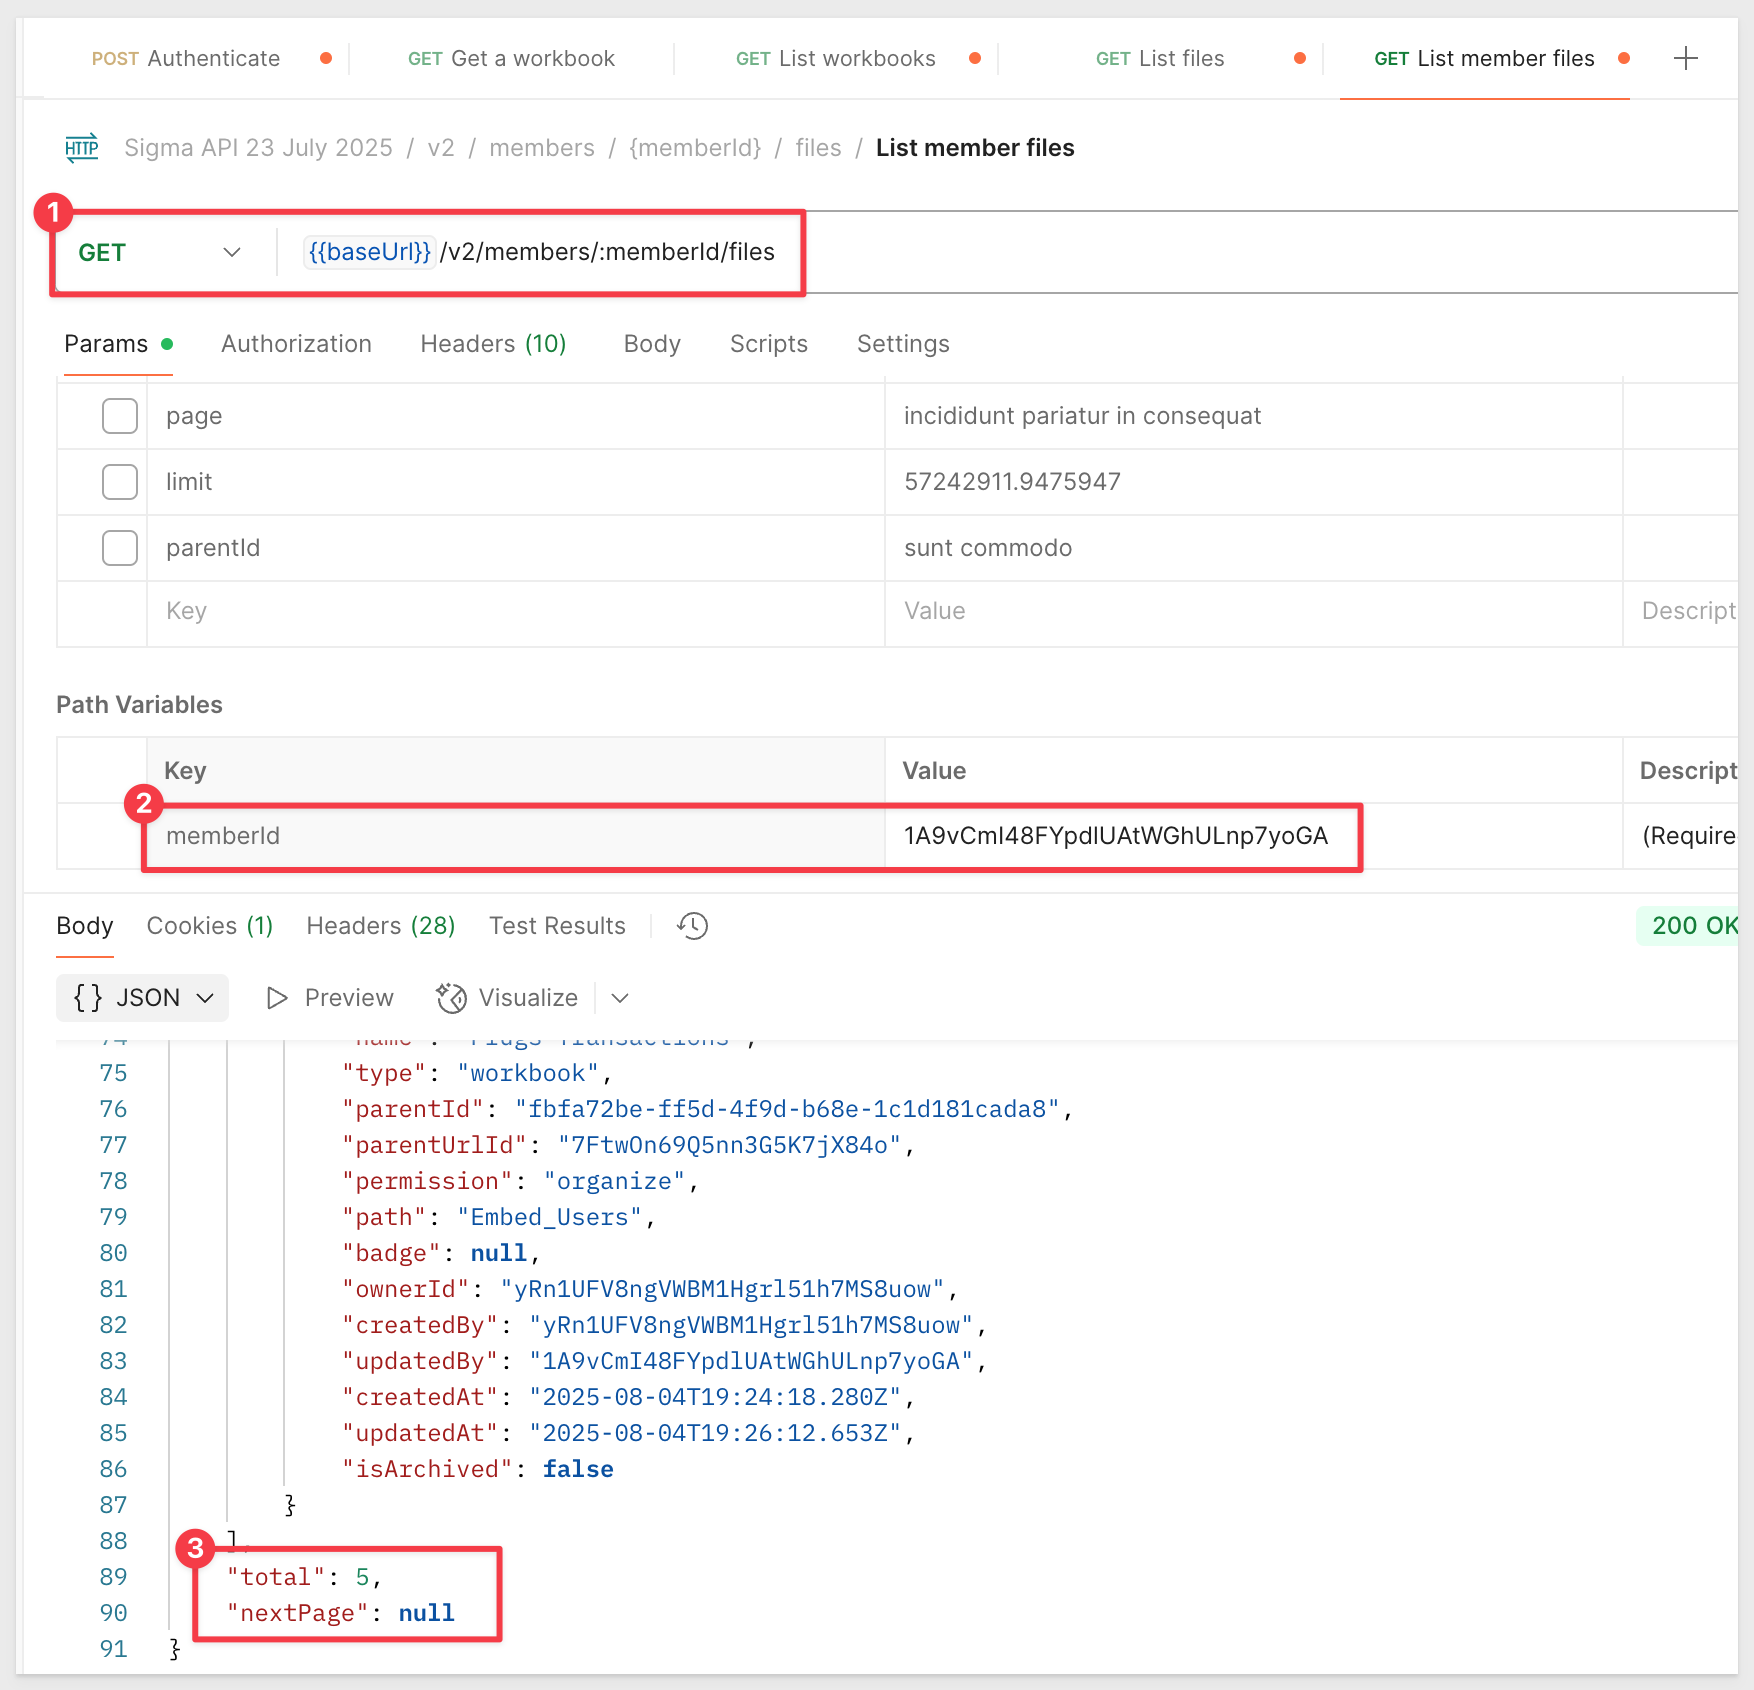 POST Authenticate GET Get a workbook GET List workbooks GET List files GET List member files
HTTP Sigma API 23 July 2025 / v2 / members / {memberId} / files / List member files
1
GET {{baseUrl}} /v2/members/:memberId/files
Params Authorization Headers (10) Body Scripts Settings
page incididunt pariatur in consequat
limit 57242911.9475947
parentId sunt commodo
Key Value Descript
Path Variables
Key Value Descript
2
memberId 1A9vCmI48FYpdlUAtWGhULnp7yoGA (Require
Body Cookies (1) Headers (28) Test Results 200 OK
{ } JSON Preview Visualize
74 "name": "Plugs Transactions",
75 "type": "workbook",
76 "parentId": "fbfa72be-ff5d-4f9d-b68e-1c1d181cada8",
77 "parentUrlId": "7FtwOn69Q5nn3G5K7jX84o",
78 "permission": "organize",
79 "path": "Embed_Users",
80 "badge": null,
81 "ownerId": "yRn1UFV8ngVWBM1Hgrl51h7MS8uow",
82 "createdBy": "yRn1UFV8ngVWBM1Hgrl51h7MS8uow",
83 "updatedBy": "1A9vCmI48FYpdlUAtWGhULnp7yoGA",
84 "createdAt": "2025-08-04T19:24:18.280Z",
85 "updatedAt": "2025-08-04T19:26:12.653Z",
86 "isArchived": false
87 }
88 ],
3
89 "total": 5,
90 "nextPage": null
91 }